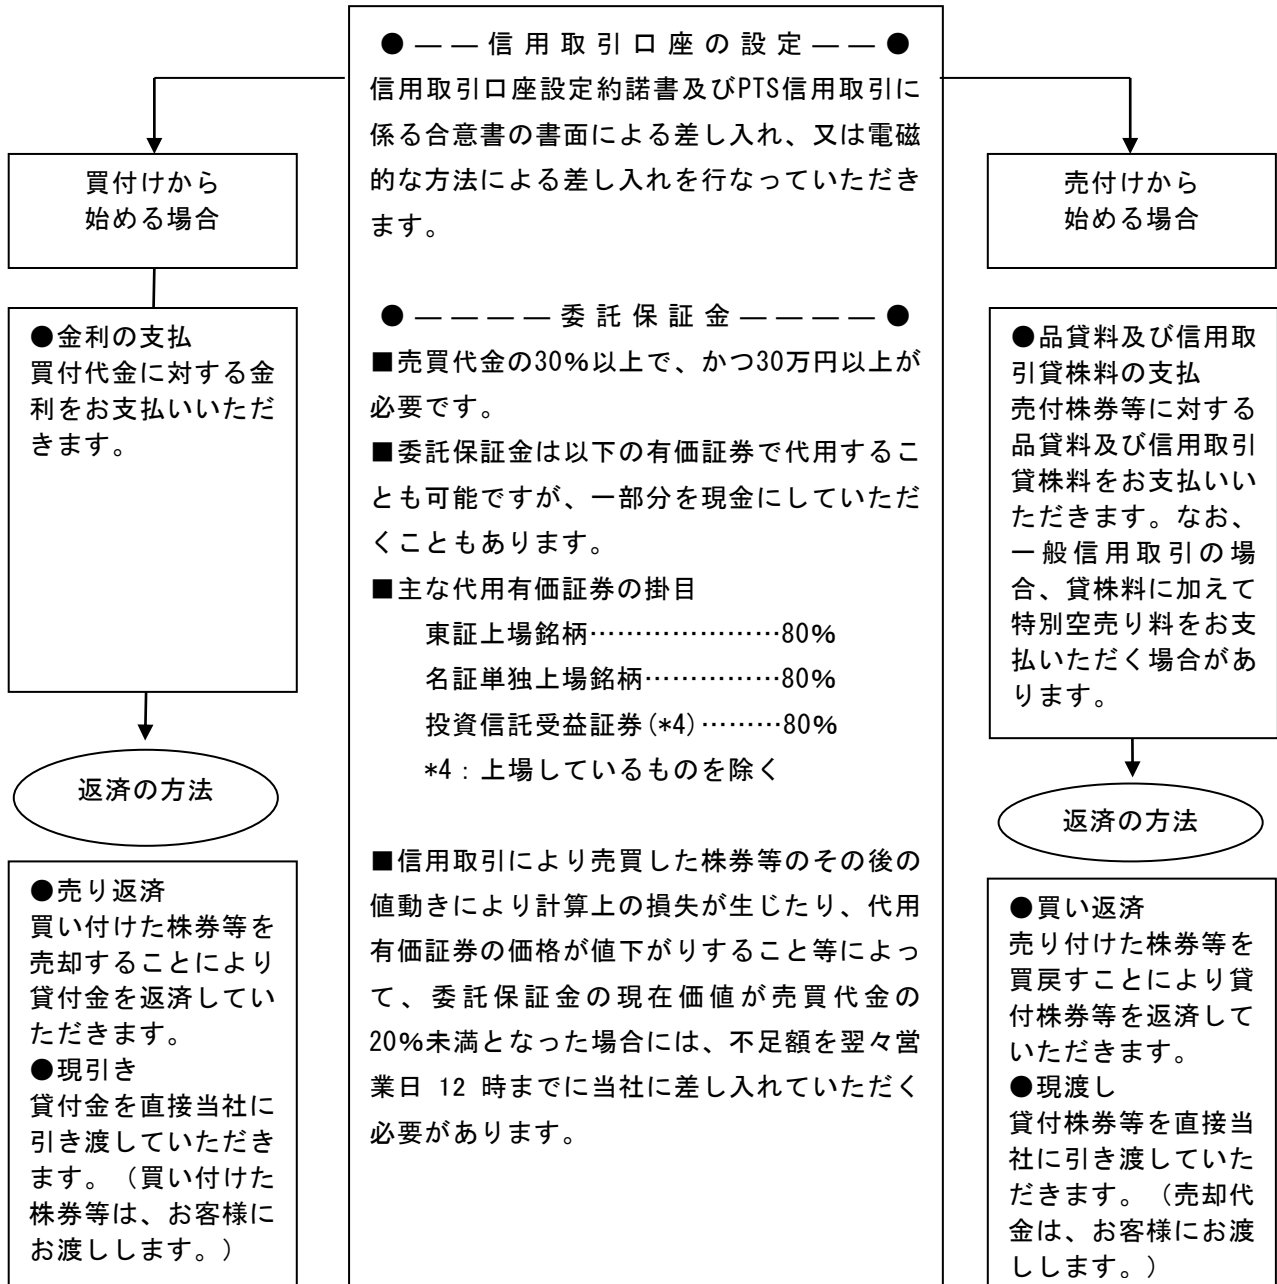 ●――信用取引口座の設定――●
信用取引口座設定約諾書及びPTS信用取引に
係る合意書の書面による差し入れ、又は電磁
的な方法による差し入れを行なっていただき
ます。
●――――委託保証金――――●
■売買代金の30%以上で、かつ30万円以上が
必要です。
■委託保証金は以下の有価証券で代用するこ
とも可能ですが、一部分を現金にしていただ
くこともあります。
■主な代用有価証券の掛目
東証上場銘柄…………………80%
名証単独上場銘柄……………80%
投資信託受益証券(*4)………80%
*4：上場しているものを除く
■信用取引により売買した株券等のその後の
値動きにより計算上の損失が生じたり、代用
有価証券の価格が値下がりすること等によっ
て、委託保証金の現在価値が売買代金の
20%未満となった場合には、不足額を翌々営
業日 12 時までに当社に差し入れていただく
必要があります。
買付けから
始める場合
●金利の支払
買付代金に対する金
利をお支払いいただ
きます。
返済の方法
●売り返済
買い付けた株券等を
売却することにより
貸付金を返済してい
ただきます。
●現引き
貸付金を直接当社に
引き渡していただき
ます。（買い付けた
株券等は、お客様に
お渡しします。）
売付けから
始める場合
●品貸料及び信用取
引貸株料の支払
売付株券等に対する
品貸料及び信用取引
貸株料をお支払いい
ただきます。なお、
一般信用取引の場
合、貸株料に加えて
特別空売り料をお支
払いただく場合があ
ります。
返済の方法
●買い返済
売り付けた株券等を
買戻すことにより貸
付株券等を返済して
いただきます。
●現渡し
貸付株券等を直接当
社に引き渡していた
だきます。（売却代
金は、お客様にお渡
しします。）